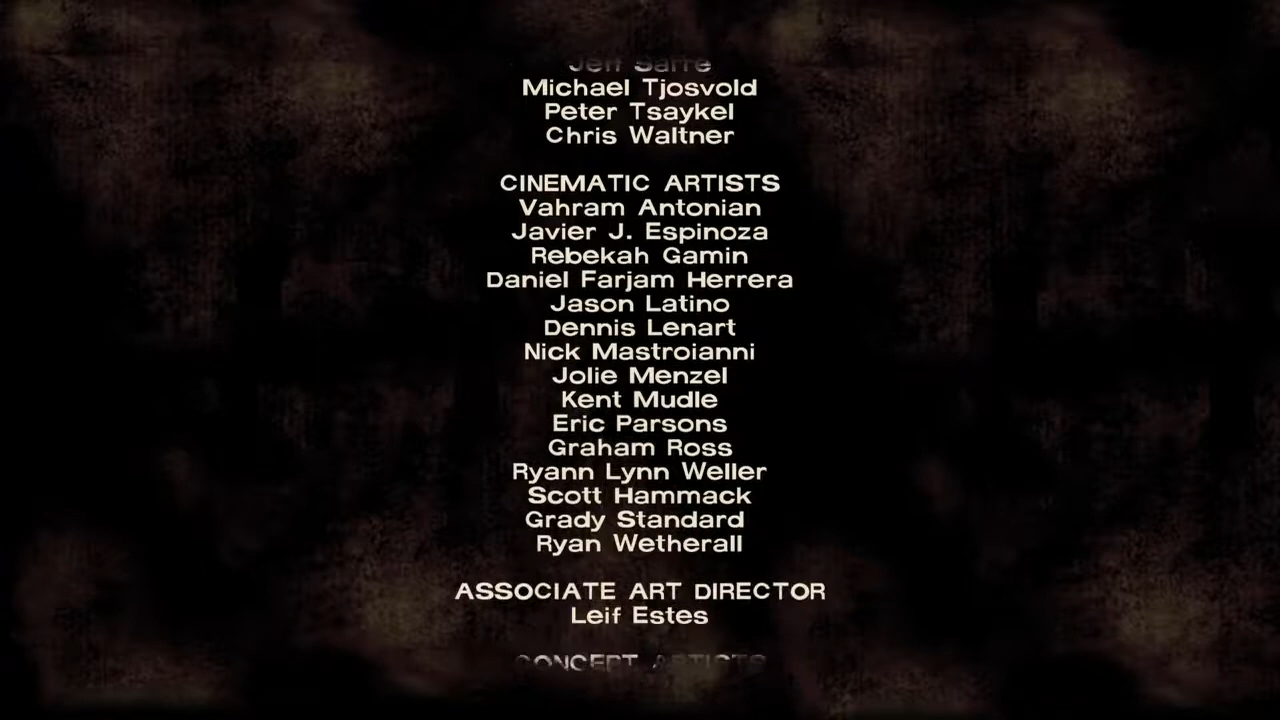 Michael Tjosvold
Peter Tsaykel
Chris Waltner
CINEMATIC ARTISTS
Vahram Antonian
Javier J. Espinoza
Rebekah Gamin
Daniel Farjam Herrera
Jason Latino
Dennis Lenart
Nick Mastroianni
Jolie Menzel
Kent Mudle
Eric Parsons
Graham Ross
Ryann Lynn Weller
Scott Hammack
Grady Standard
Ryan Wetherall
ASSOCIATE ART DIRECTOR
Leif Estes
CONCEPT ARTISTS